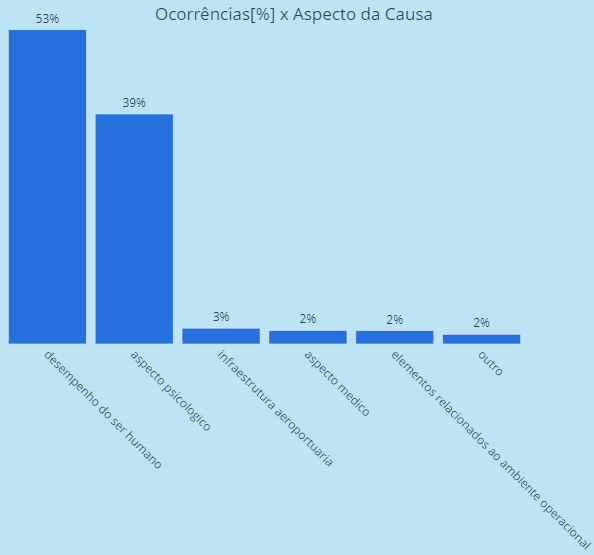 Ocorrências[%] x Aspecto da Causa
53%
39%
3%
2%
2%
2%
desempenho do ser humano
aspecto psicologico
infraestrutura aeroportuaria
aspecto medico
elementos relacionados ao ambiente operacional
outro